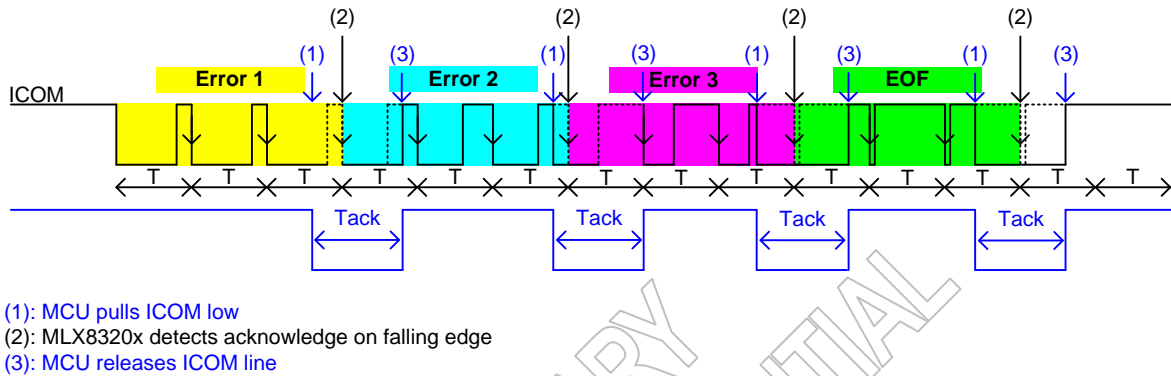 (2) (2) (2) (2)
(1) (3) (1) (3) (1) (3) (1) (3)
Error 1 Error 2 Error 3 EOF
ICOM
T T T T T T T T T T T T T T
Tack Tack Tack Tack
(1): MCU pulls ICOM low
(2): MLX8320x detects acknowledge on falling edge
(3): MCU releases ICOM line